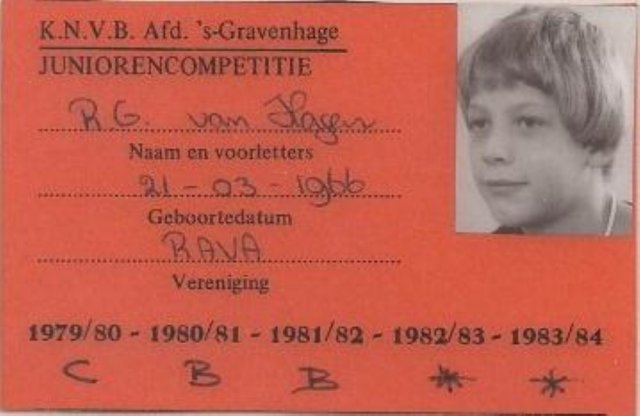 K.N.V.B. Afd. 's-Gravenhage
JUNIORENCOMPETITIE
R.G. van Hagen
Naam en voorletters
21 - 03 - 1966
Geboortedatum
RAVA
Vereniging
1979/80 - 1980/81 - 1981/82 - 1982/83 - 1983/84
C B B * *